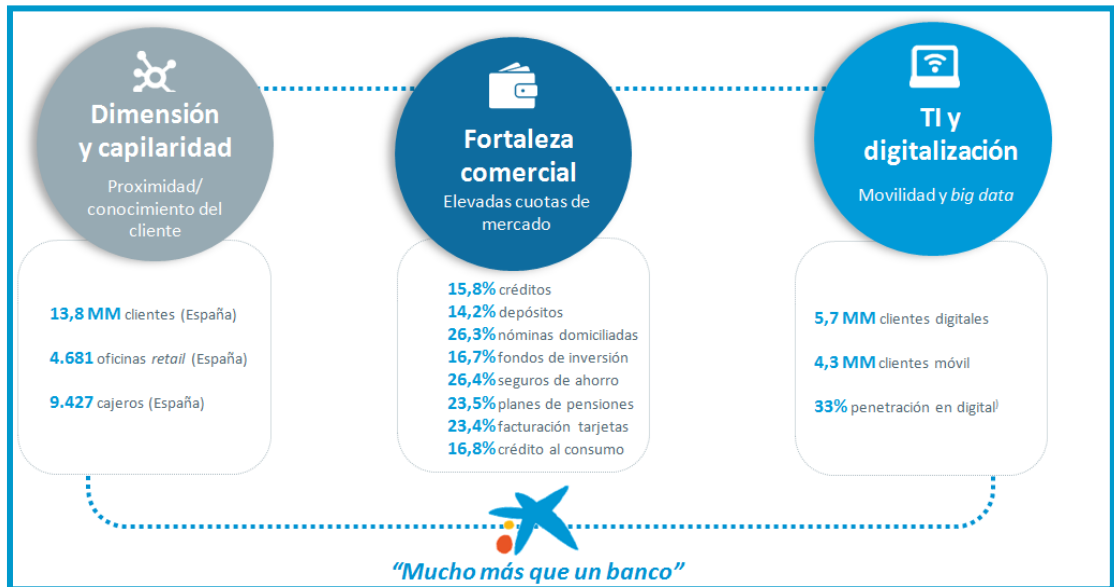 Dimensión
y capilaridad
Proximidad/
conocimiento del
cliente
13,8 MM clientes (España)
4.681 oficinas retail (España)
9.427 cajeros (España)
Fortaleza
comercial
Elevadas cuotas de
mercado
15,8% créditos
14,2% depósitos
26,3% nóminas domiciliadas
16,7% fondos de inversión
26,4% seguros de ahorro
23,5% planes de pensiones
23,4% facturación tarjetas
16,8% crédito al consumo
TI y
digitalización
Movilidad y big data
5,7 MM clientes digitales
4,3 MM clientes móvil
33% penetración en digital)
“Mucho más que un banco”